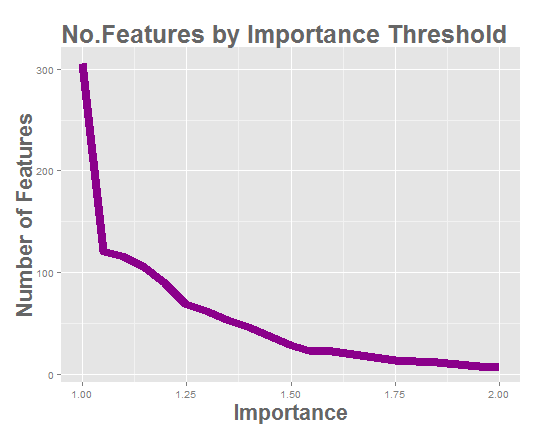 No.Features by Importance Threshold
Number of Features
300
200
100
0
1.00 1.25 1.50 1.75 2.00
Importance